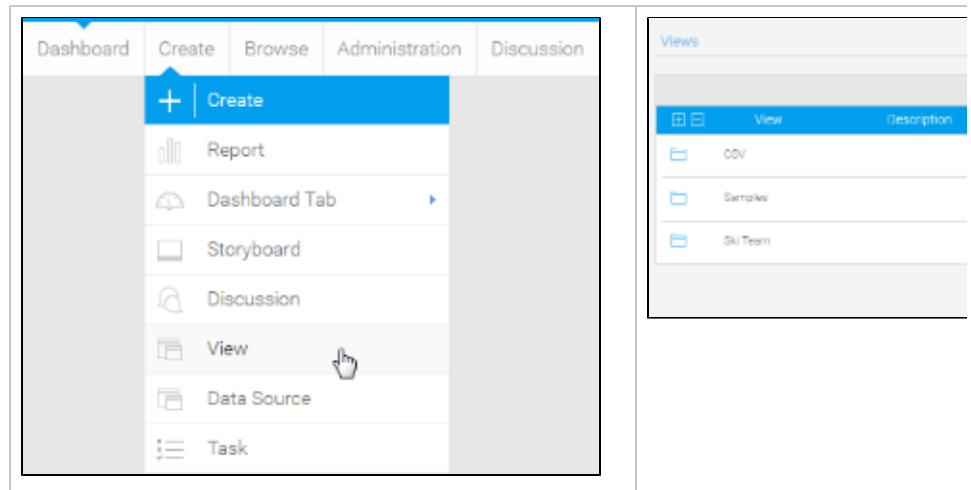 Dashboard Create Browse Administration Discussion
Create
Report
Dashboard Tab
Storyboard
Discussion
View
Data Source
Task
Views
View Description
CSV
Samples
Ski Team